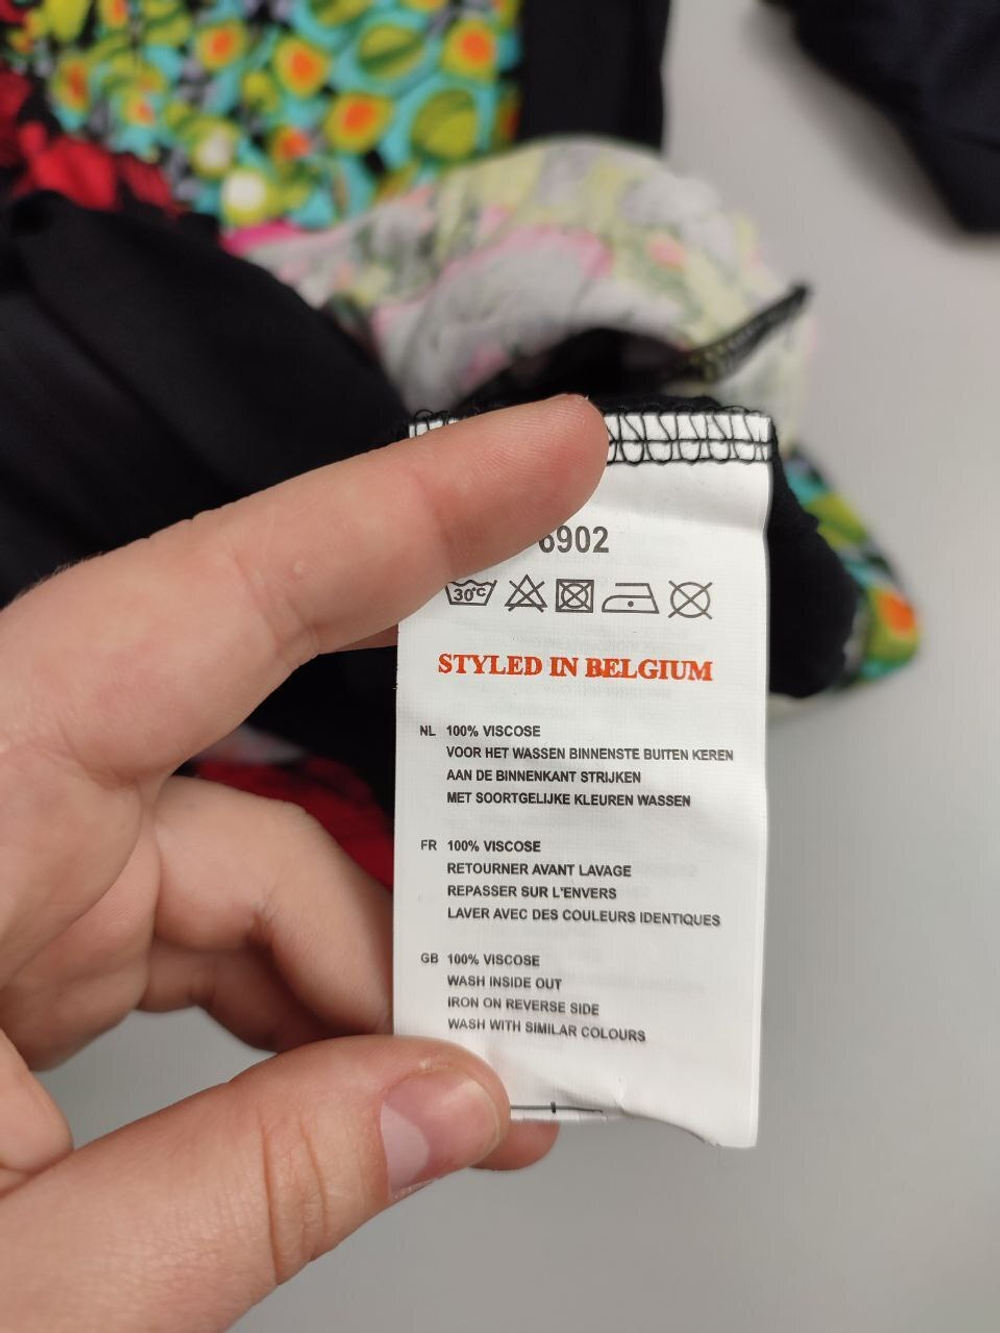 6902
30°C
STYLED IN BELGIUM
NL 100% VISCOSE
VOOR HET WASSEN BINNENSTE BUITEN KEREN
AAN DE BINNENKANT STRIJKEN
MET SOORTGELIJKE KLEUREN WASSEN
FR 100% VISCOSE
RETOURNER AVANT LAVAGE
REPASSER SUR L'ENVERS
LAVER AVEC DES COULEURS IDENTIQUES
GB 100% VISCOSE
WASH INSIDE OUT
IRON ON REVERSE SIDE
WASH WITH SIMILAR COLOURS